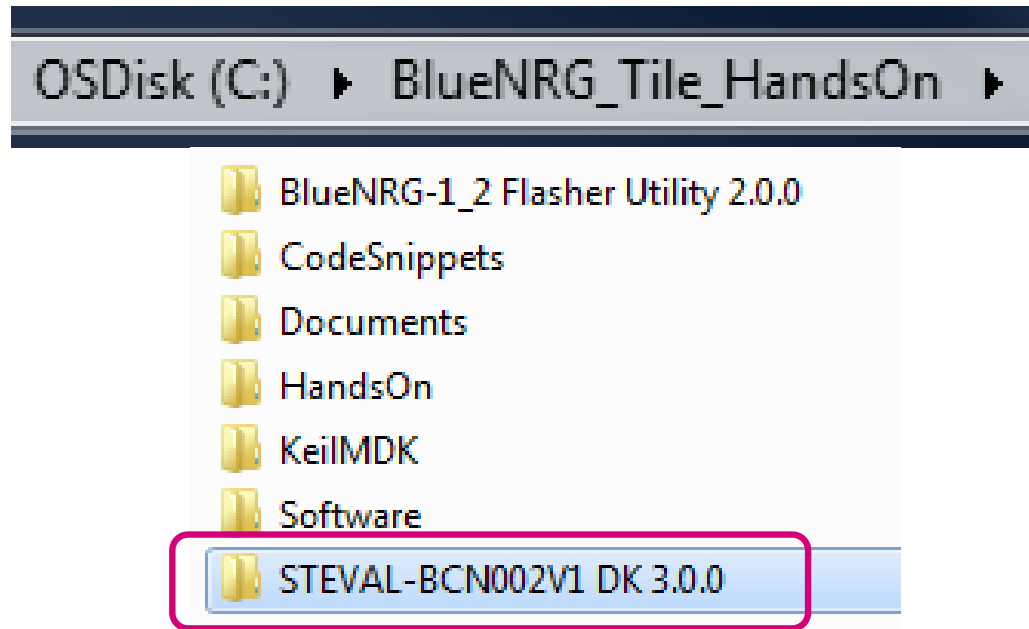 OSDisk (C:) ▸ BlueNRG_Tile_HandsOn ▸
BlueNRG-1_2 Flasher Utility 2.0.0
CodeSnippets
Documents
HandsOn
KeilMDK
Software
STEVAL-BCN002V1 DK 3.0.0